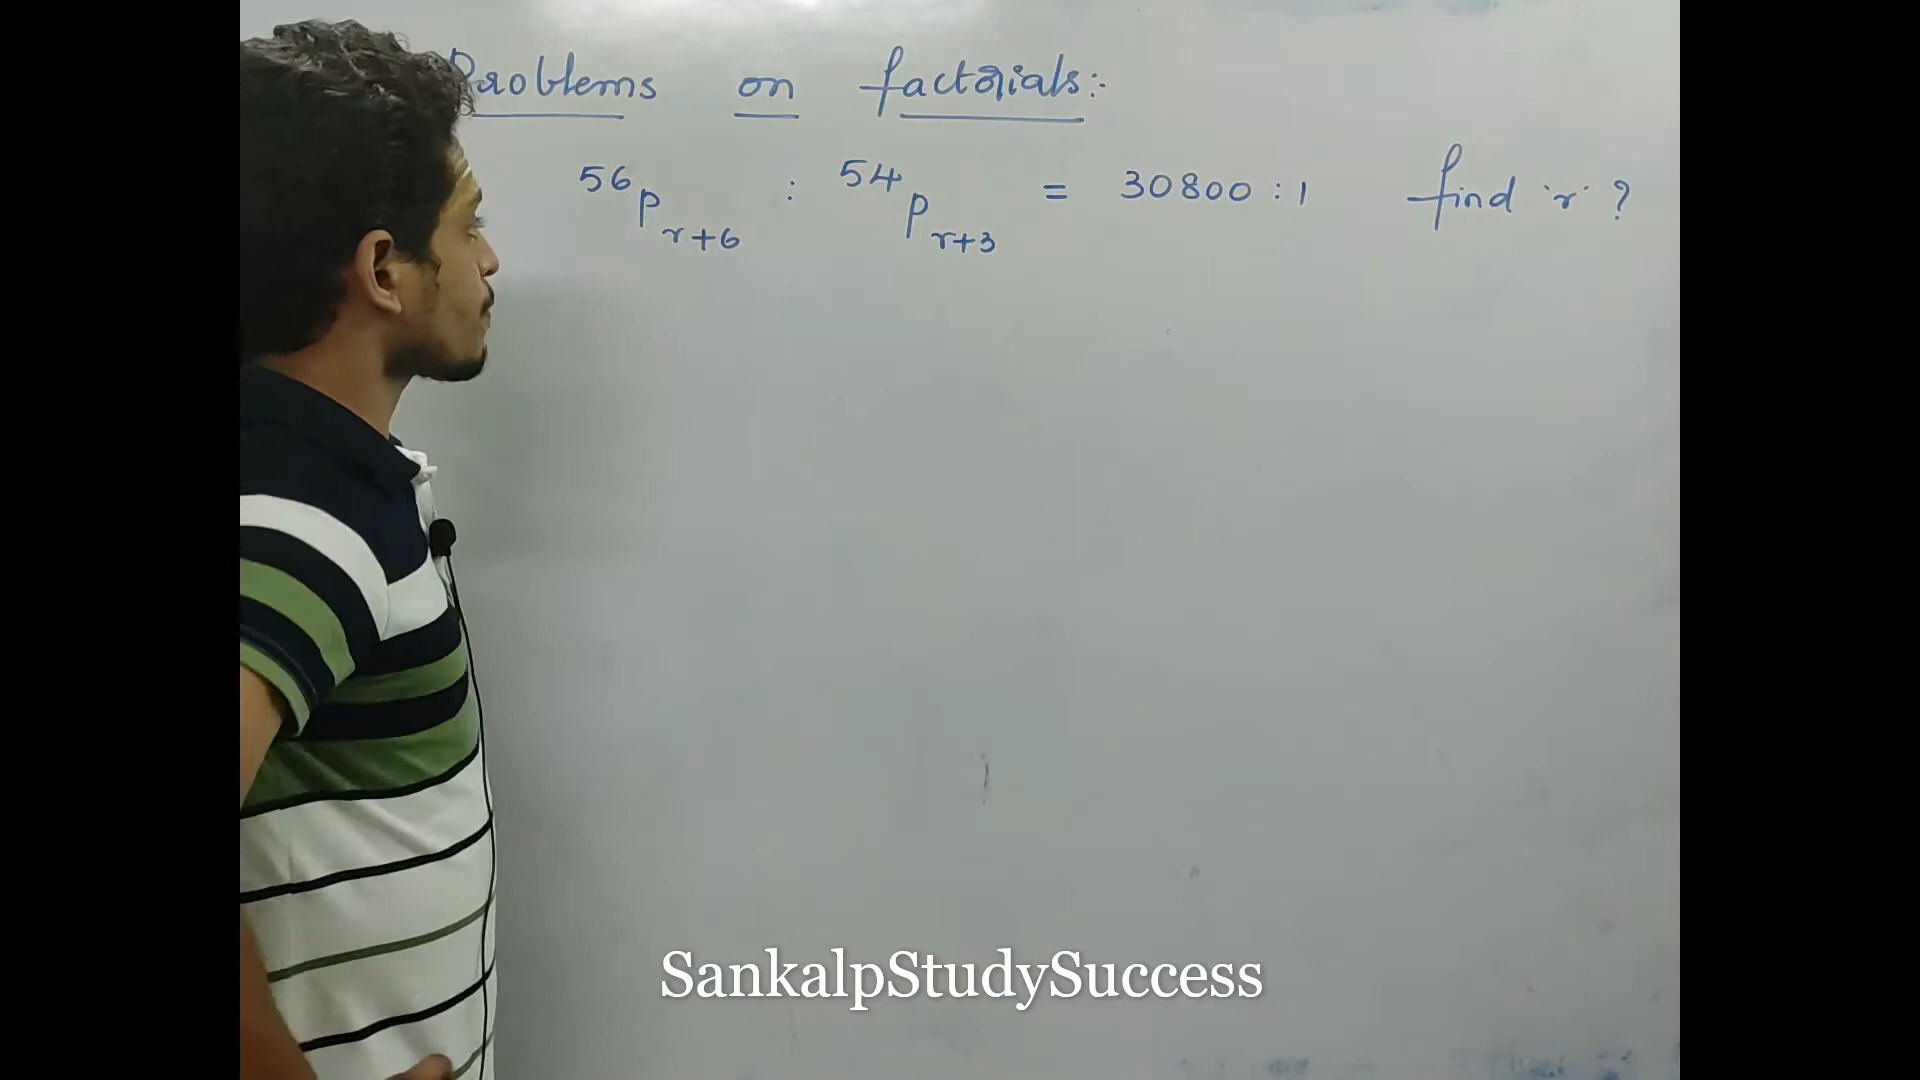 Problems on factorials:-
⁵⁶P_{r+6} : ⁵⁴P_{r+3} = 30800 : 1 find 'r' ?
SankalpStudySuccess